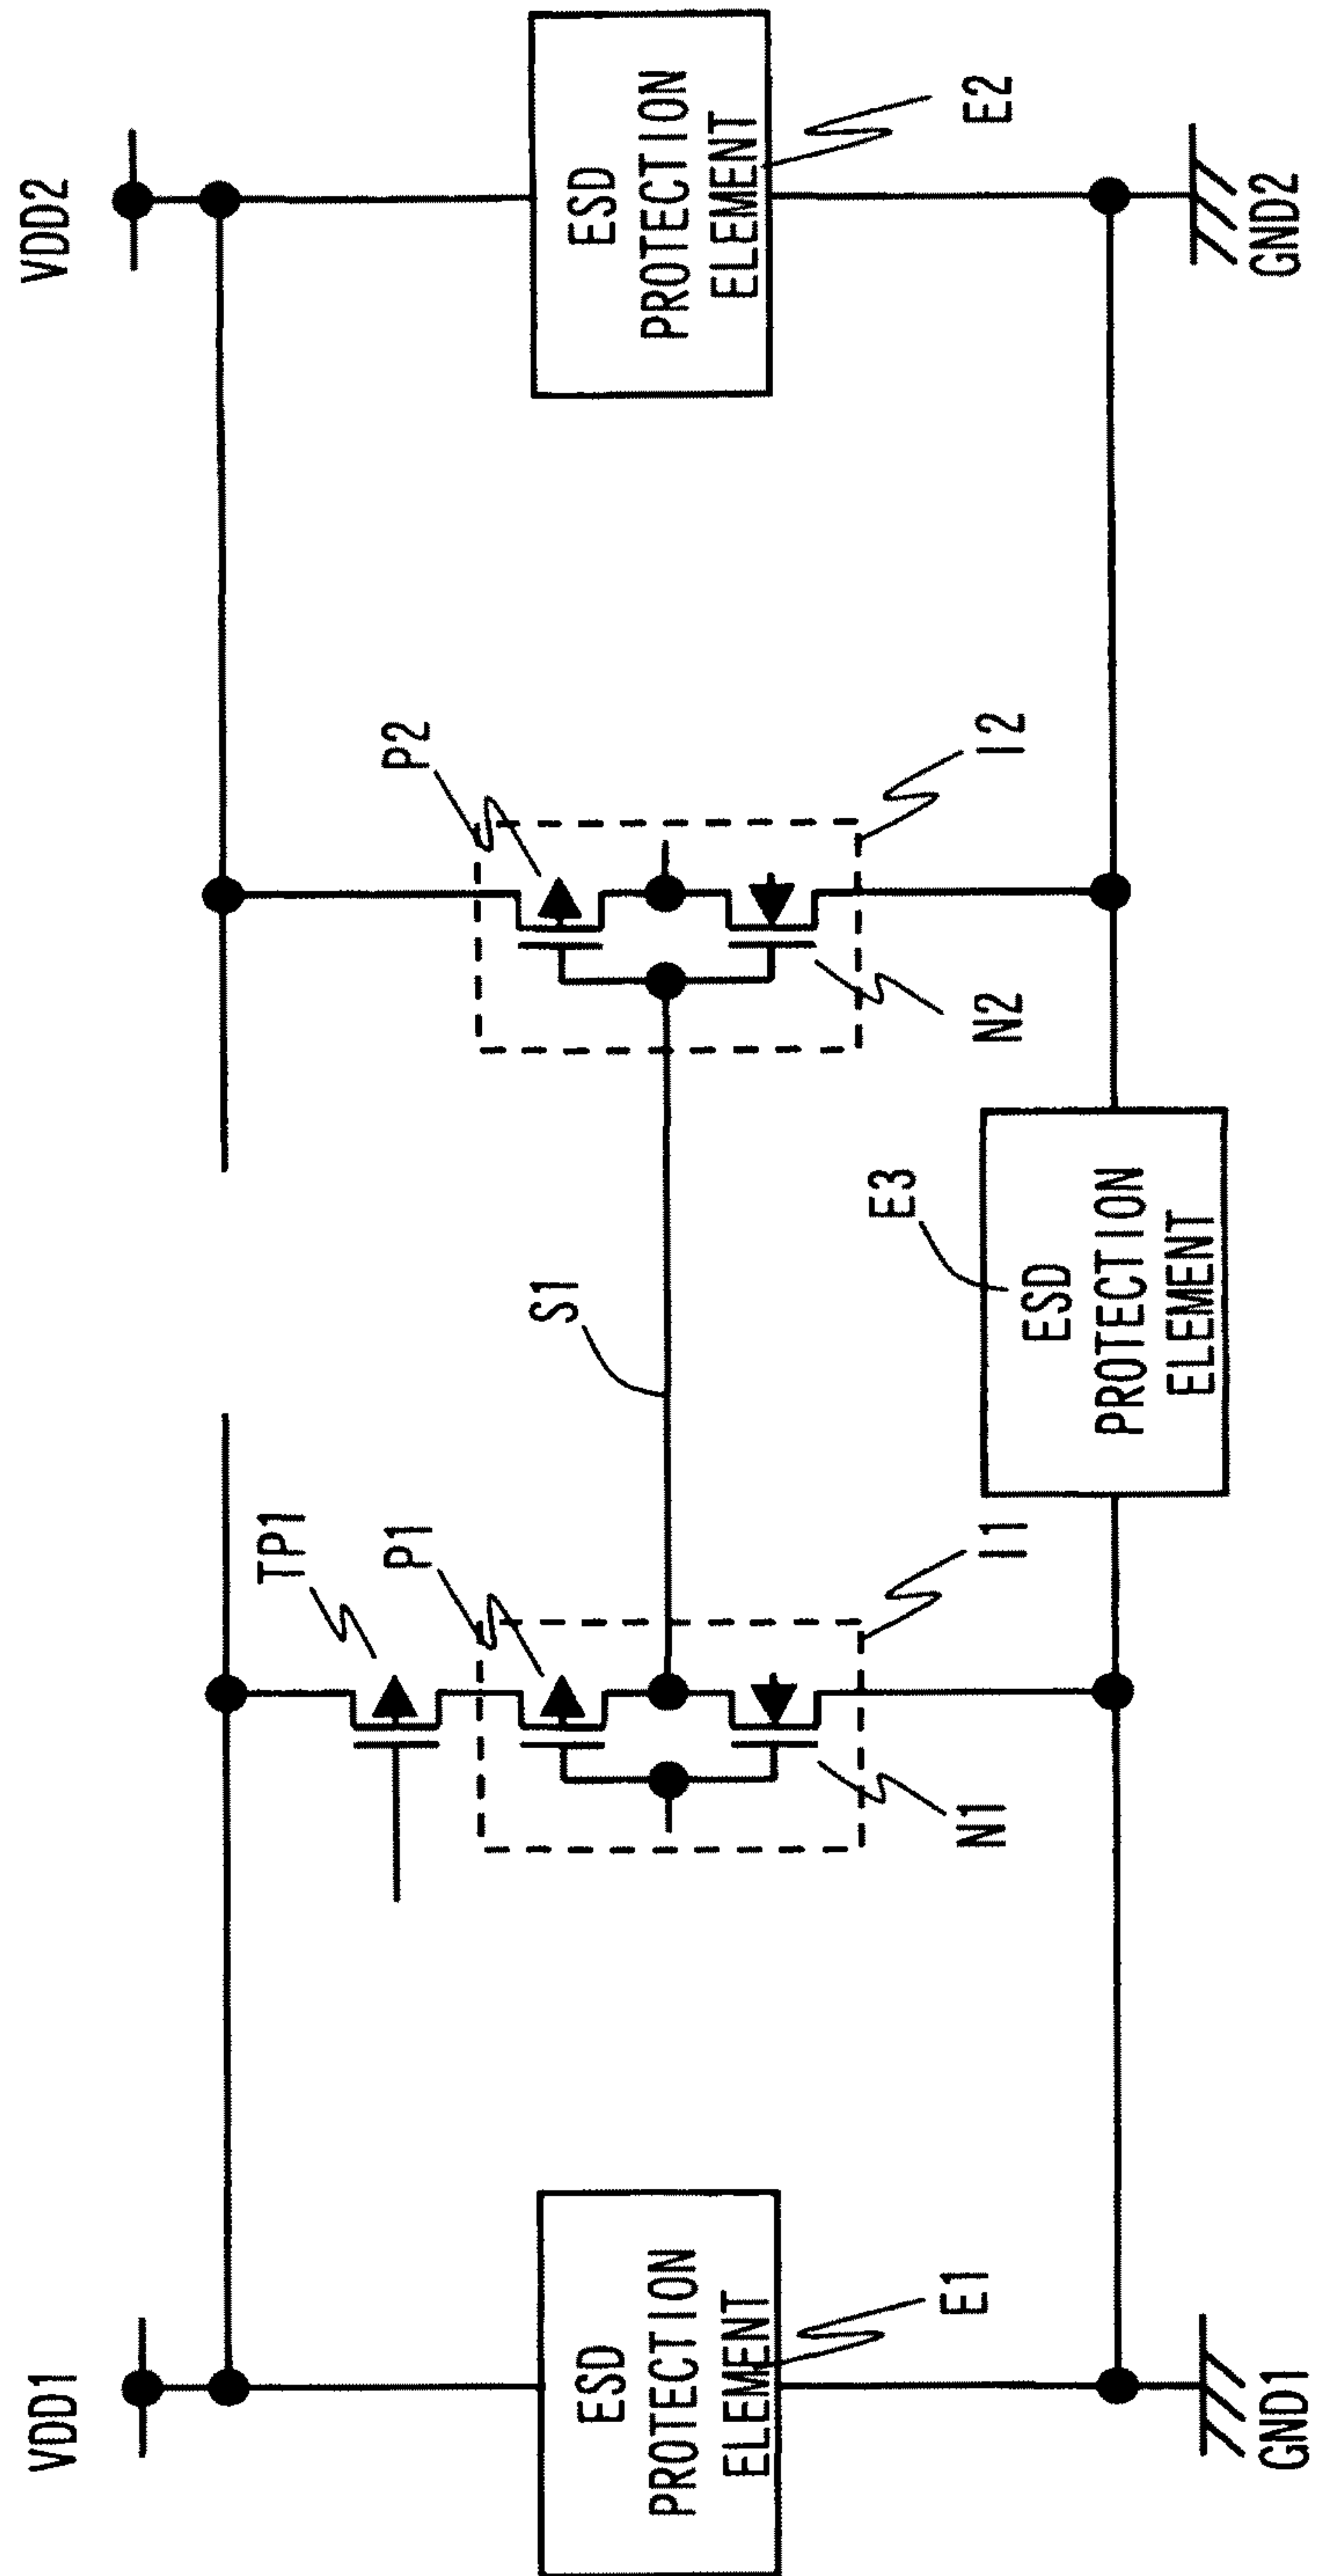 VDD1
VDD2
TP1
P1
P2
S1
ESD
PROTECTION
ELEMENT
E1
N1
I1
E3
ESD
PROTECTION
ELEMENT
N2
I2
ESD
PROTECTION
ELEMENT
E2
GND1
GND2